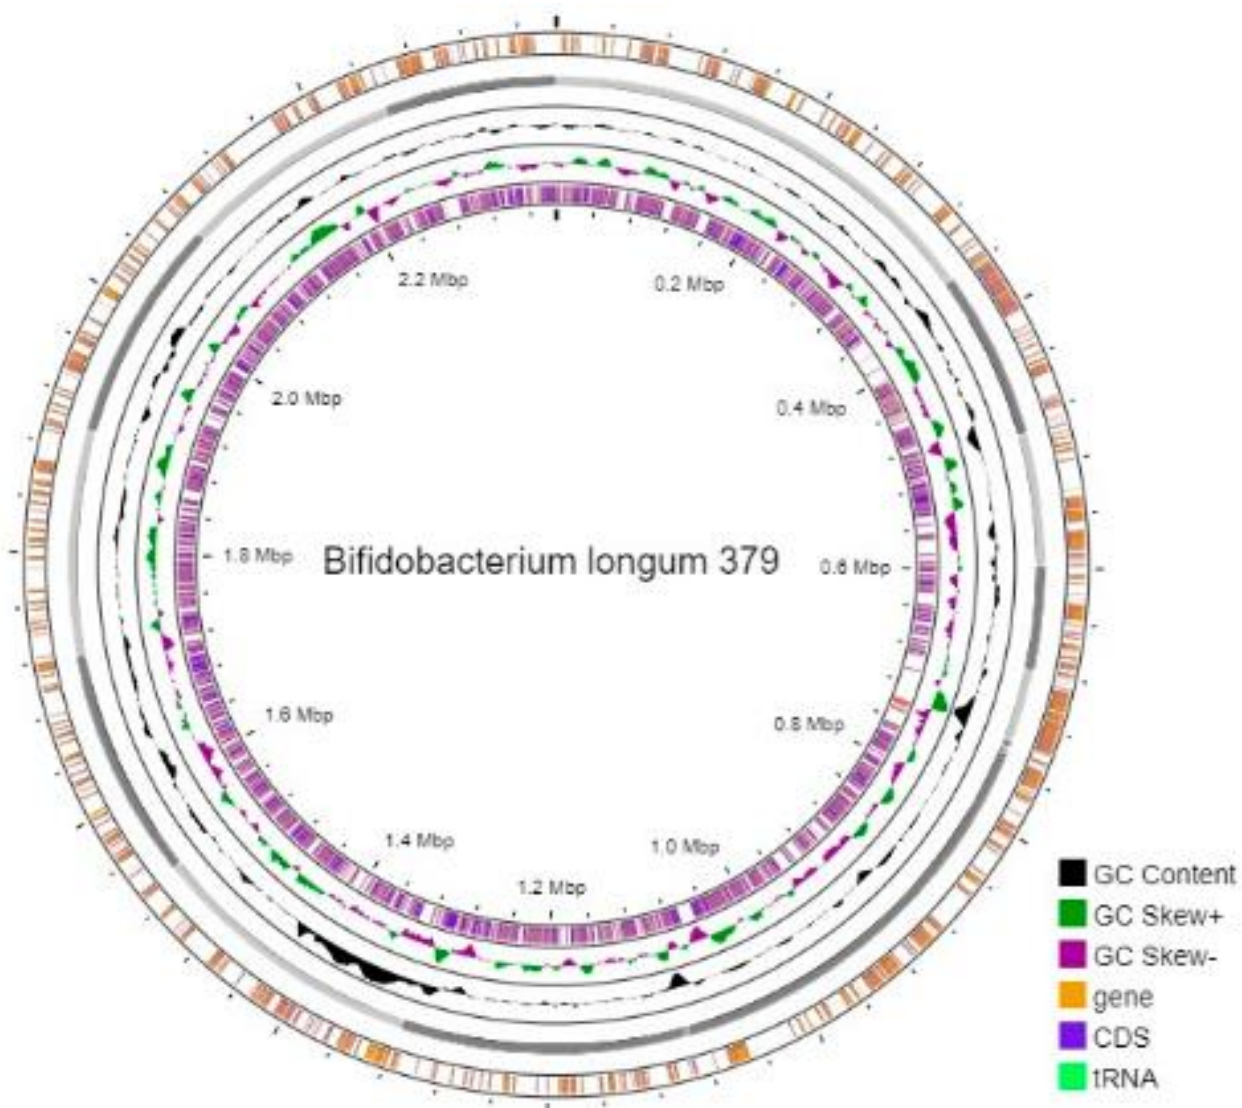 2.2 Mbp
0.2 Mbp
2.0 Mbp
0.4 Mbp
1.8 Mbp
Bifidobacterium longum 379
0.6 Mbp
1.6 Mbp
0.8 Mbp
1.4 Mbp
1.0 Mbp
1.2 Mbp
GC Content
GC Skew+
GC Skew-
gene
CDS
tRNA